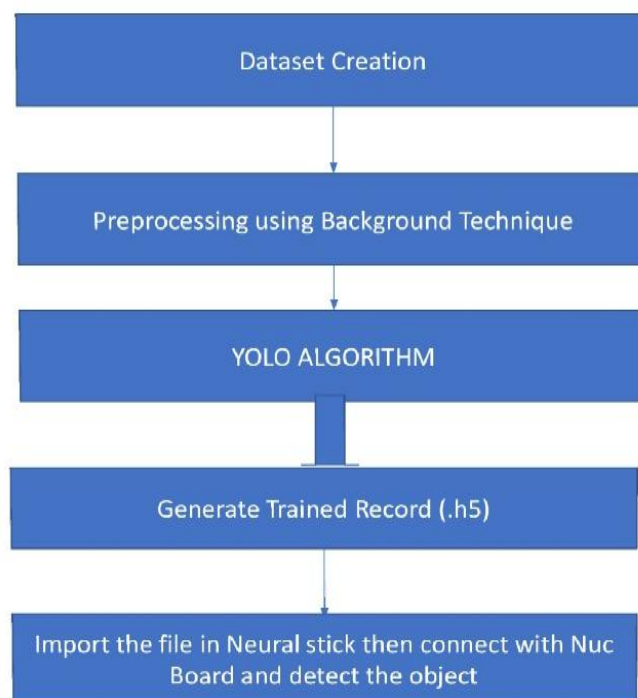 Dataset Creation
Preprocessing using Background Technique
YOLO ALGORITHM
Generate Trained Record (.h5)
Import the file in Neural stick then connect with Nuc
Board and detect the object